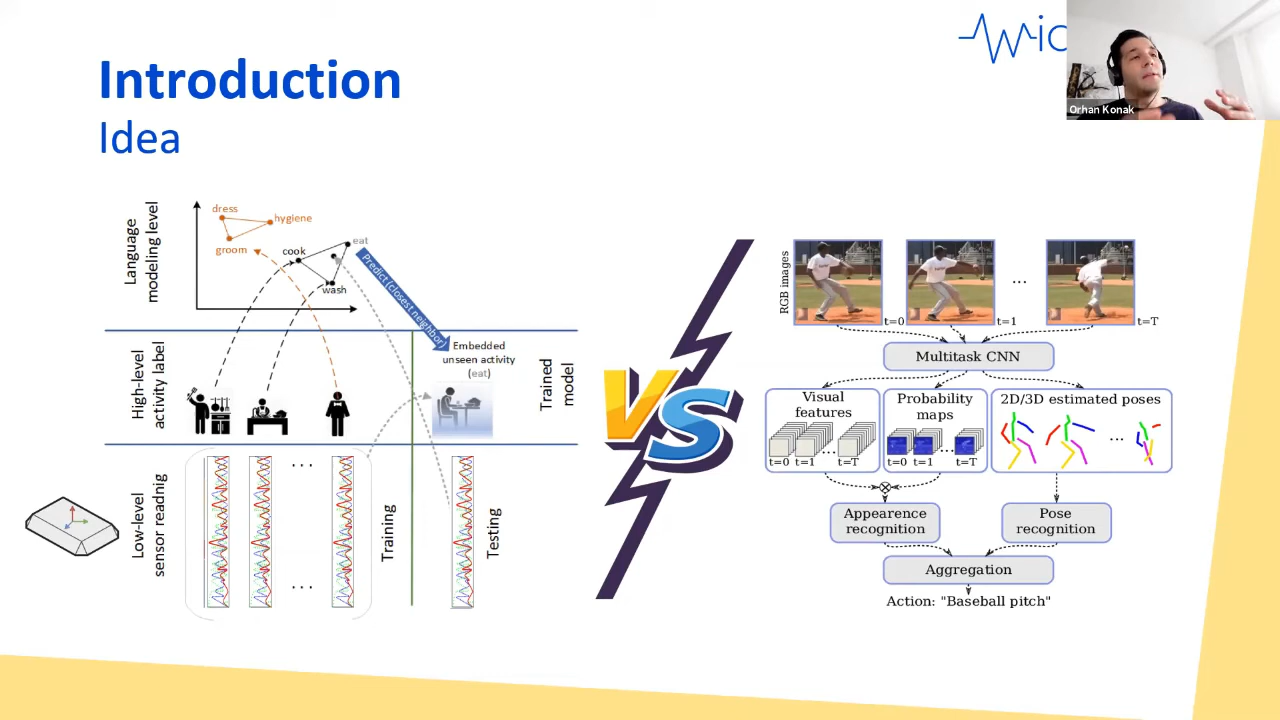 Introduction
Idea
Orhan Konak
Language
modeling level
dress
hygiene
groom
cook
eat
wash
Predict (closest neighbor)
High-level
activity label
Embedded
unseen activity
(eat)
Trained
model
Low-level
sensor readnig
...
...
Training
Testing
VS
RGB images
t=0
t=1
...
t=T
Multitask CNN
Visual
features
t=0 t=1 ... t=T
Probability
maps
t=0 t=1 ... t=T
2D/3D estimated poses
...
Appearence
recognition
Pose
recognition
Aggregation
Action: "Baseball pitch"